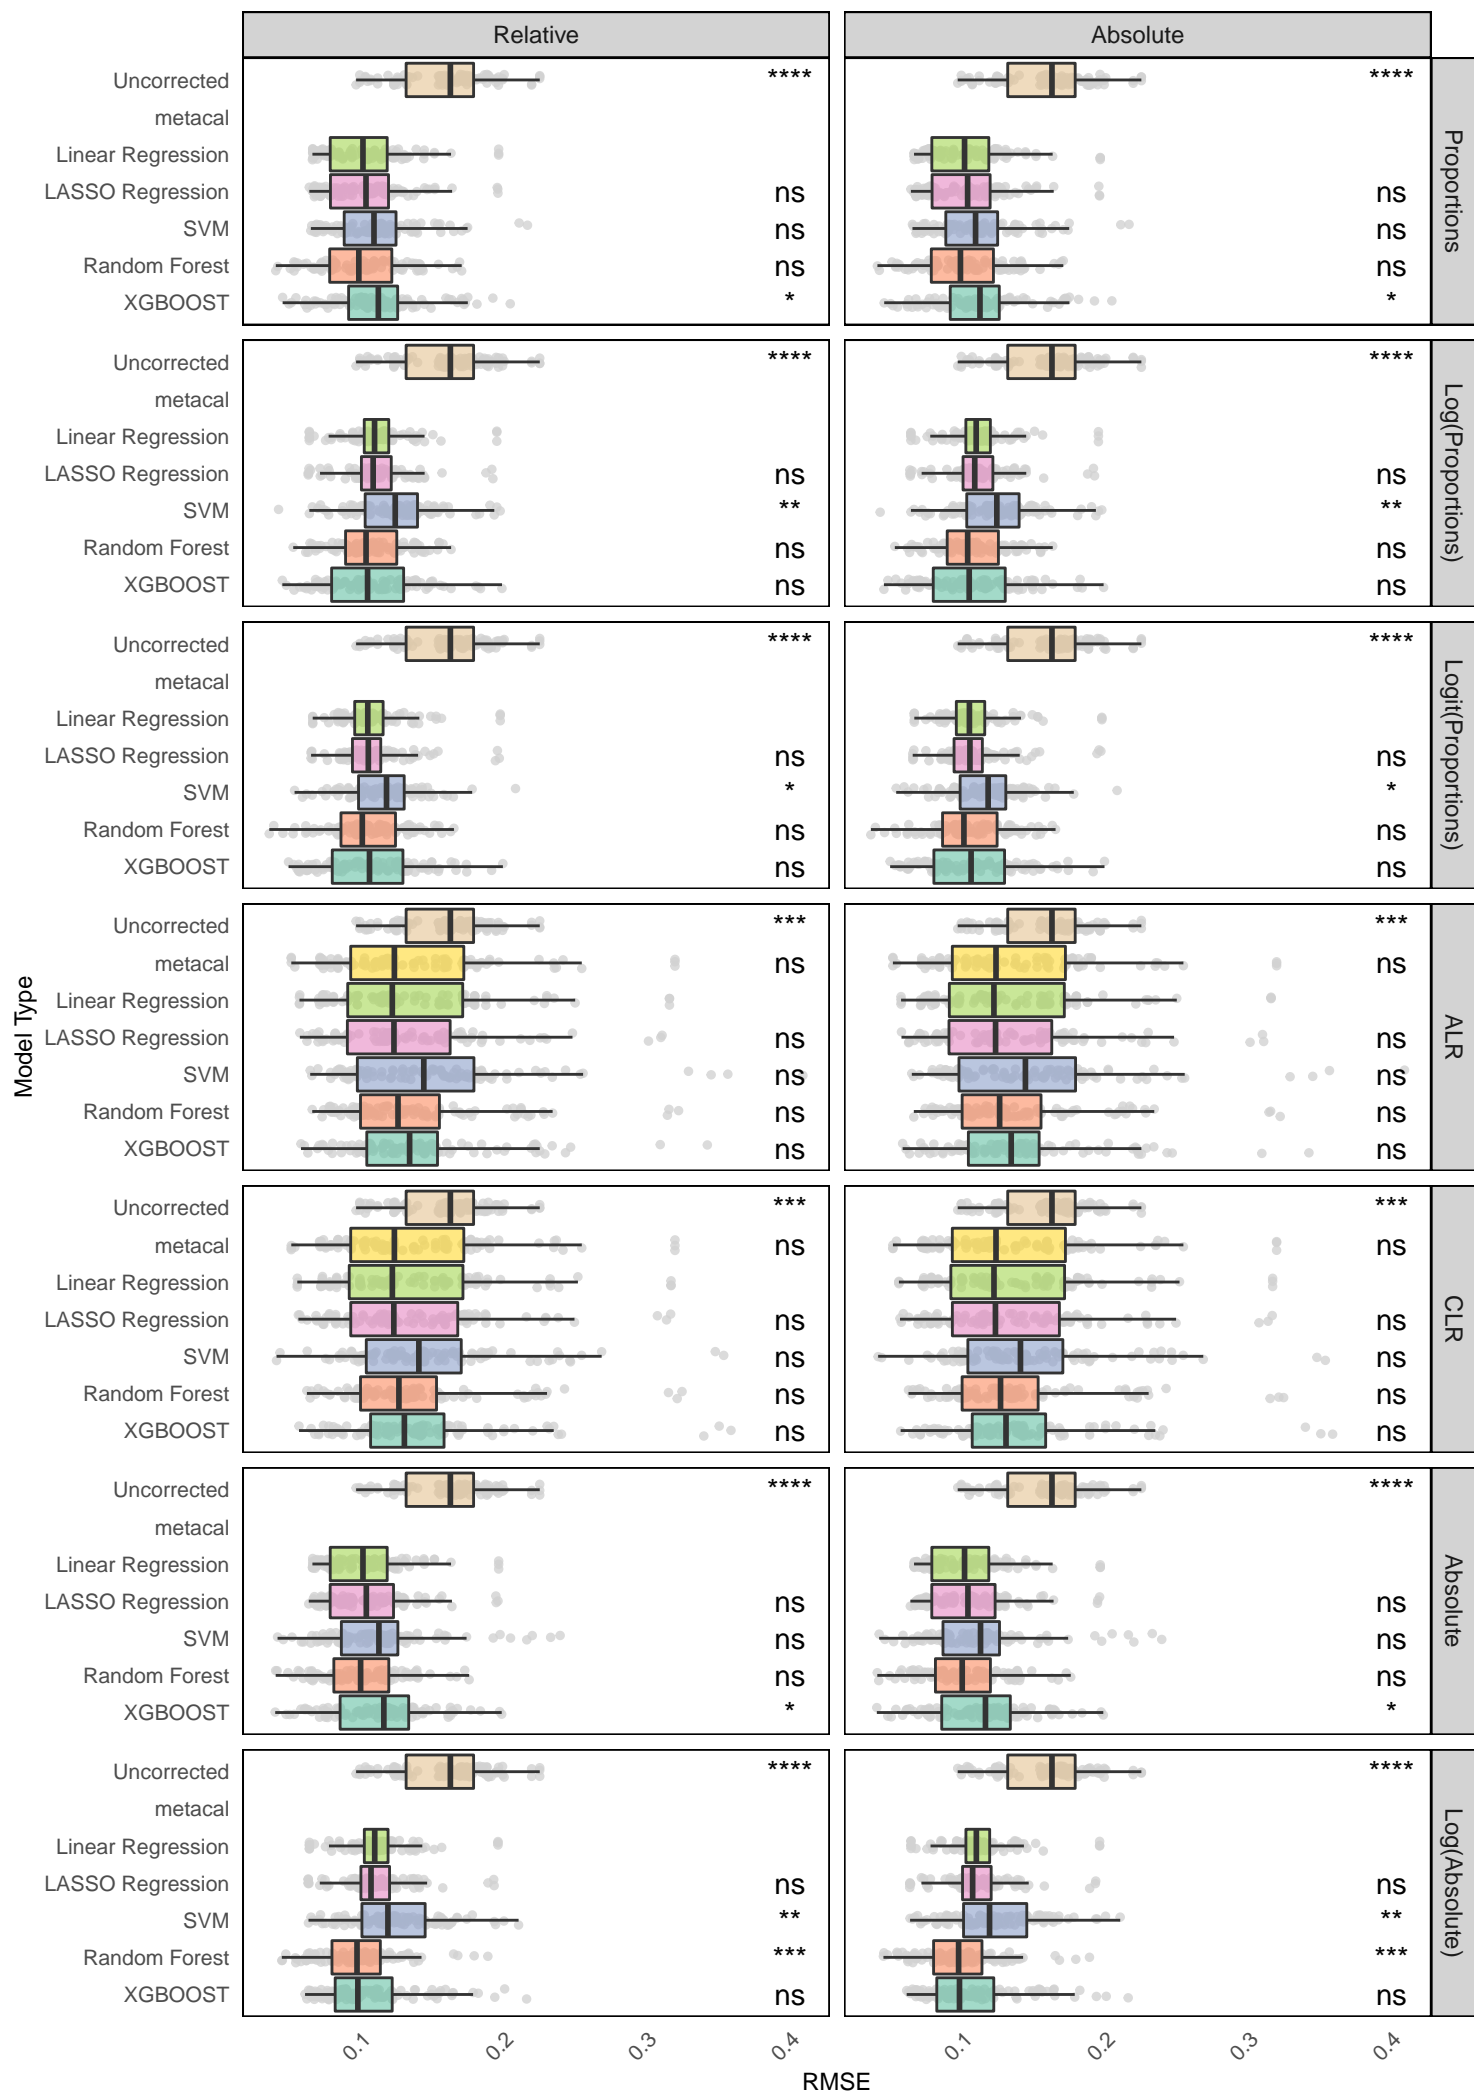 Relative
Absolute
Uncorrected
****
****
metacal
Linear Regression
LASSO Regression
ns
ns
SVM
ns
ns
Random Forest
ns
ns
XGBOOST
*
*
Proportions
Uncorrected
****
****
metacal
Linear Regression
LASSO Regression
ns
ns
SVM
**
**
Random Forest
ns
ns
XGBOOST
ns
ns
Log(Proportions)
Uncorrected
****
****
metacal
Linear Regression
LASSO Regression
ns
ns
SVM
*
*
Random Forest
ns
ns
XGBOOST
ns
ns
Logit(Proportions)
Model Type
Uncorrected
***
***
metacal
ns
ns
Linear Regression
LASSO Regression
ns
ns
SVM
ns
ns
Random Forest
ns
ns
XGBOOST
ns
ns
ALR
Uncorrected
***
***
metacal
ns
ns
Linear Regression
LASSO Regression
ns
ns
SVM
ns
ns
Random Forest
ns
ns
XGBOOST
ns
ns
CLR
Uncorrected
****
****
metacal
Linear Regression
LASSO Regression
ns
ns
SVM
ns
ns
Random Forest
ns
ns
XGBOOST
*
*
Absolute
Uncorrected
****
****
metacal
Linear Regression
LASSO Regression
ns
ns
SVM
**
**
Random Forest
***
***
XGBOOST
ns
ns
Log(Absolute)
0.1
0.2
0.3
0.4
0.1
0.2
0.3
0.4
RMSE